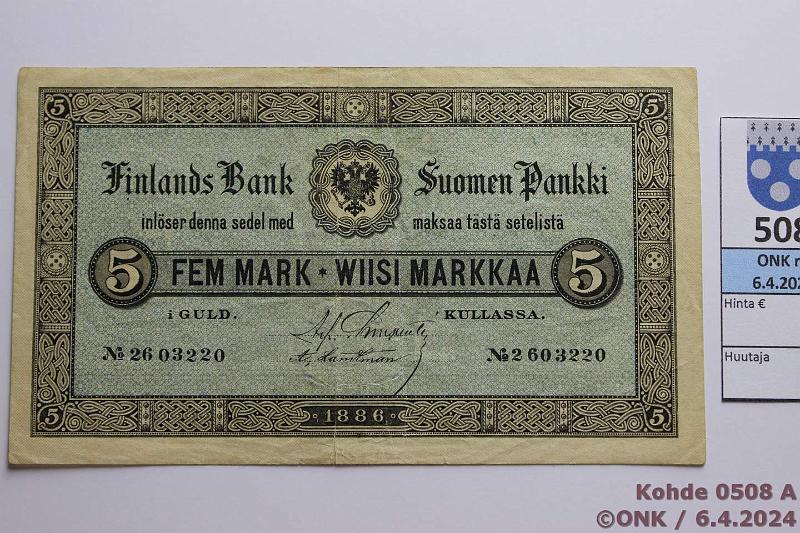 5 5
Finlands Bank Suomen Pankki
inlöser denna sedel med maksaa tästä setelistä
5 FEM MARK * WIISI MARKKAA 5
i GULD. KULLASSA.
No 2603220 No 2603220
5 1886. 5
508
ONK
6.4.202
Hinta €
Huutaja
Kohde 0508 A
©ONK / 6.4.2024